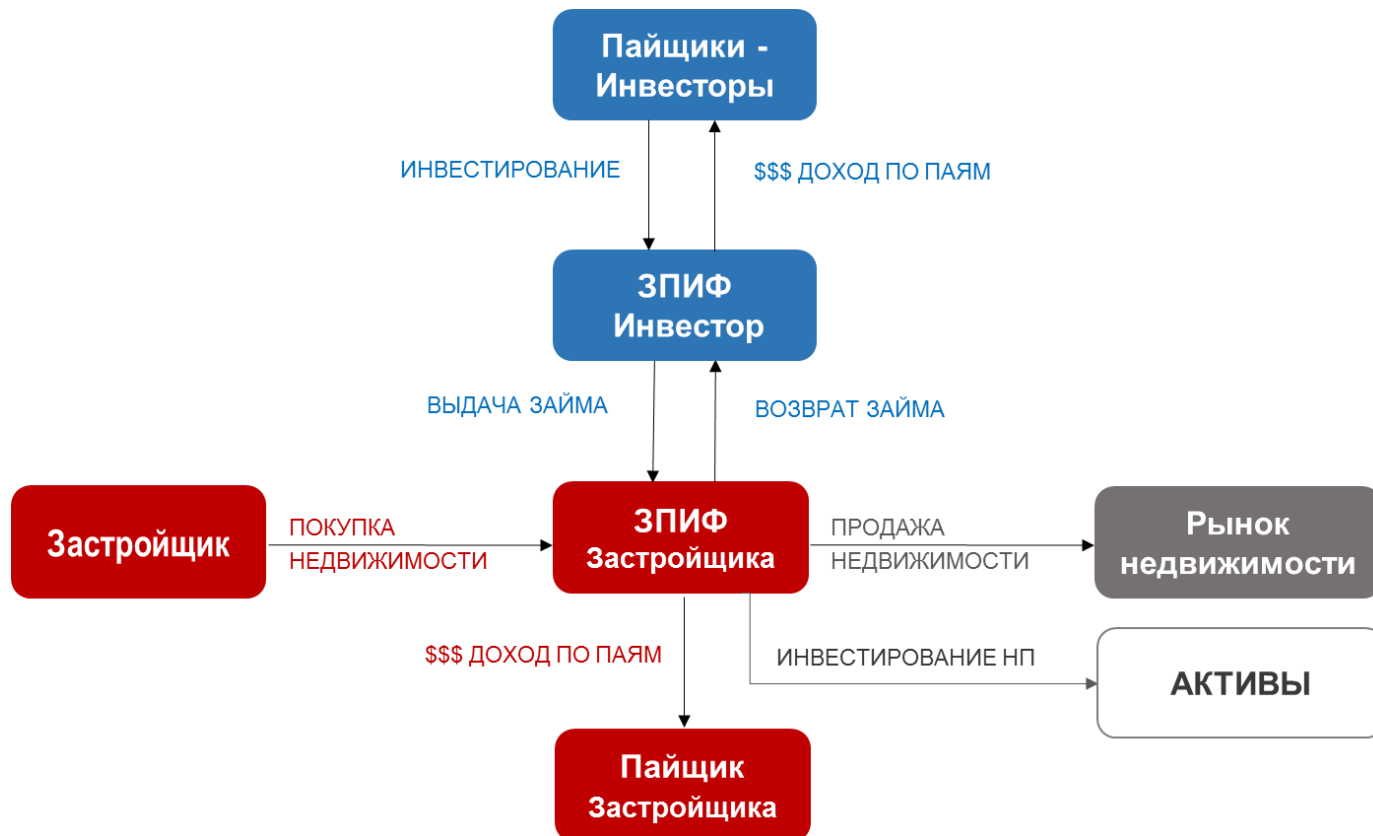 Пайщики -
Инвесторы
ИНВЕСТИРОВАНИЕ
$$$ ДОХОД ПО ПАЯМ
ЗПИФ
Инвестор
ВЫДАЧА ЗАЙМА
ВОЗВРАТ ЗАЙМА
Застройщик
ПОКУПКА
НЕДВИЖИМОСТИ
ЗПИФ
Застройщика
ПРОДАЖА
НЕДВИЖИМОСТИ
Рынок
недвижимости
$$$ ДОХОД ПО ПАЯМ
ИНВЕСТИРОВАНИЕ НП
АКТИВЫ
Пайщик
Застройщика